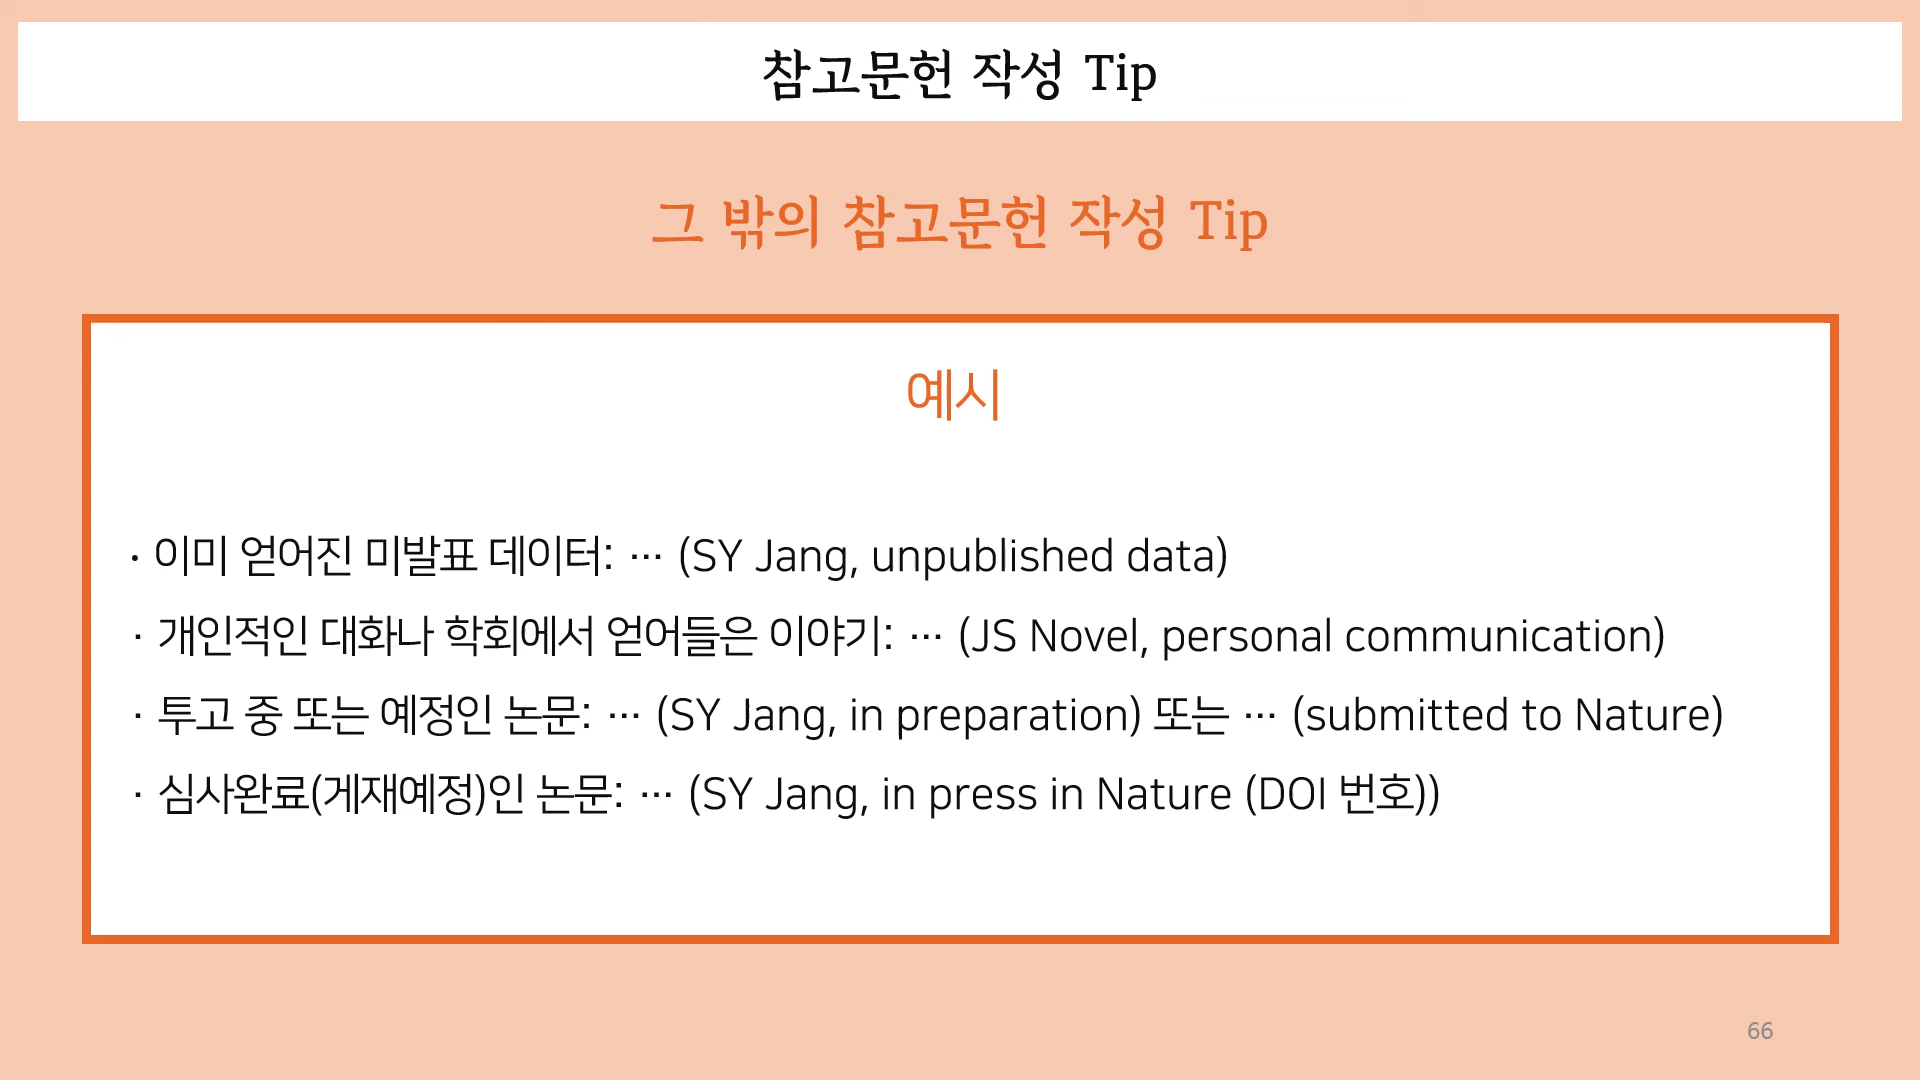 참고문헌 작성 Tip
그 밖의 참고문헌 작성 Tip
예시
· 이미 얻어진 미발표 데이터: ··· (SY Jang, unpublished data)
· 개인적인 대화나 학회에서 얻어들은 이야기: ··· (JS Novel, personal communication)
· 투고 중 또는 예정인 논문: ··· (SY Jang, in preparation) 또는 ··· (submitted to Nature)
· 심사완료(게재예정)인 논문: ··· (SY Jang, in press in Nature (DOI 번호))
66